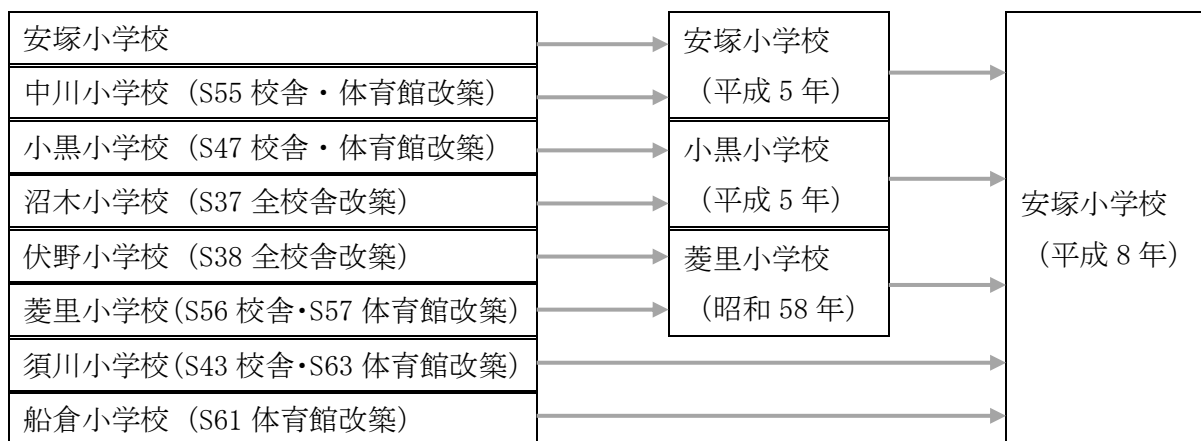 安塚小学校
中川小学校（S55 校舎・体育館改築）
小黒小学校（S47 校舎・体育館改築）
沼木小学校（S37 全校舎改築）
伏野小学校（S38 全校舎改築）
菱里小学校(S56 校舎･S57 体育館改築)
須川小学校(S43 校舎･S63 体育館改築)
船倉小学校（S61 体育館改築）
安塚小学校
（平成 5 年）
小黒小学校
（平成 5 年）
菱里小学校
（昭和 58 年）
安塚小学校
（平成 8 年）